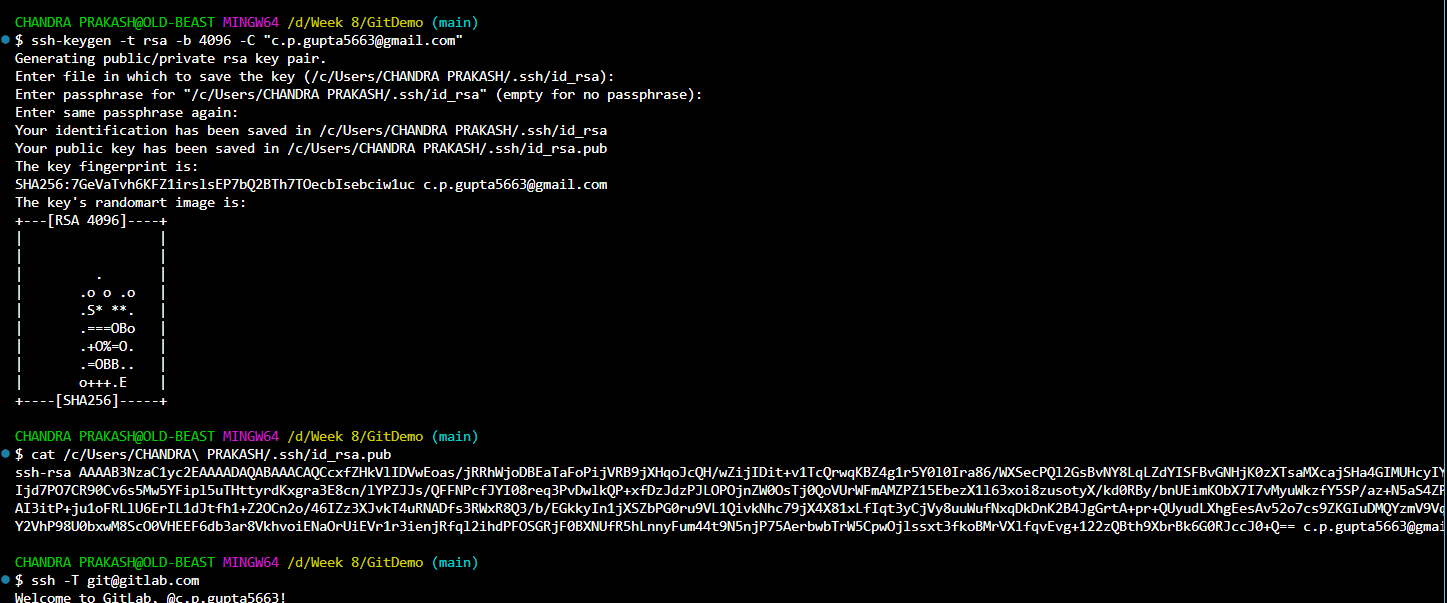 CHANDRA PRAKASH@OLD-BEAST MINGW64 /d/Week 8/GitDemo (main)
$ ssh-keygen -t rsa -b 4096 -C "c.p.gupta5663@gmail.com"
Generating public/private rsa key pair.
Enter file in which to save the key (/c/Users/CHANDRA PRAKASH/.ssh/id_rsa):
Enter passphrase for "/c/Users/CHANDRA PRAKASH/.ssh/id_rsa" (empty for no passphrase):
Enter same passphrase again:
Your identification has been saved in /c/Users/CHANDRA PRAKASH/.ssh/id_rsa
Your public key has been saved in /c/Users/CHANDRA PRAKASH/.ssh/id_rsa.pub
The key fingerprint is:
SHA256:7GeVaTvh6KFZ1irslsEP7bQ2BTh7TOecbIsebciw1uc c.p.gupta5663@gmail.com
The key's randomart image is:
+---[RSA 4096]----+
|                 |
|                 |
|         .       |
|       .o o .o   |
|       .S* **.   |
|       .===OBo   |
|       .+O%=O.   |
|       .=OBB..   |
|       o+++.E    |
+----[SHA256]-----+
CHANDRA PRAKASH@OLD-BEAST MINGW64 /d/Week 8/GitDemo (main)
$ cat /c/Users/CHANDRA\ PRAKASH/.ssh/id_rsa.pub
ssh-rsa AAAAB3NzaC1yc2EAAAADAQABAAACAQCcxfZHkVlIDVwEoas/jRRhWjoDBEaTaFoPijVRB9jXHqoJcQH/wZijIDit+v1TcQrwqKBZ4g1r5Y0l0Ira86/WXSecPQl2GsBvNY8LqLZdYISFBvGNHjK0zXTsaMXcajSHa4GIMUHcyIY
Ijd7PO7CR90Cv6s5Mw5YFipl5uTHttyrdKxgra3E8cn/lYPZJJs/QFFNPcfJYI08req3PvDwlkQP+xfDzJdzPJLOPOjnZW0OsTj0QoVUrWFmAMZPZ15EbezX1l63xoi8zusotyX/kd0RBy/bnUEimKObX7I7vMyuWkzfY5SP/az+N5aS4ZP
AI3itP+ju1oFRLlU6ErIL1dJtfh1+Z2OCn2o/46IZz3XJvkT4uRNADfs3RWxR8Q3/b/EGkkyIn1jXSZbPG0ru9VL1QivkNhc79jX4X81xLfIqt3yCjVy8uuWufNxqDkDnK2B4JgGrtA+pr+QUyudLXhgEesAv52o7cs9ZKGIuDMQYzmV9Vq
Y2VhP98U0bxwM8ScO0VHEEF6db3ar8VkhvoiENaOrUiEVr1r3ienjRfql2ihdPFOSGRjF0BXNUfR5hLnnyFum44t9N5njP75AerbwbTrW5CpwOjlssxt3fkoBMrVXlfqvEvg+122zQBth9XbrBk6G0RJccJ0+Q== c.p.gupta5663@gmai
CHANDRA PRAKASH@OLD-BEAST MINGW64 /d/Week 8/GitDemo (main)
$ ssh -T git@gitlab.com
Welcome to GitLab, @c.p.gupta5663!